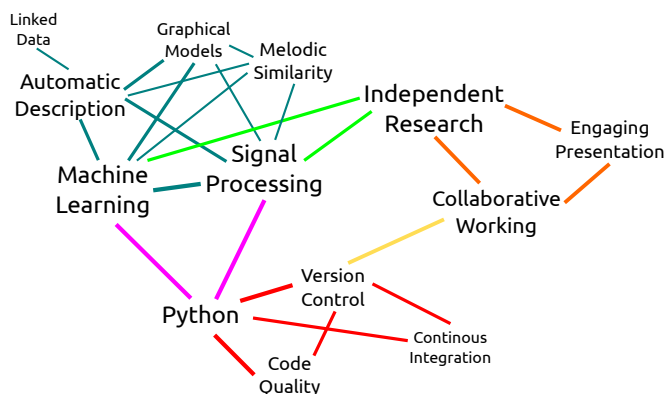 Linked
Data
Graphical
Models
Melodic
Similarity
Automatic
Description
Independent
Research
Engaging
Presentation
Signal
Processing
Machine
Learning
Collaborative
Working
Version
Control
Python
Continous
Integration
Code
Quality